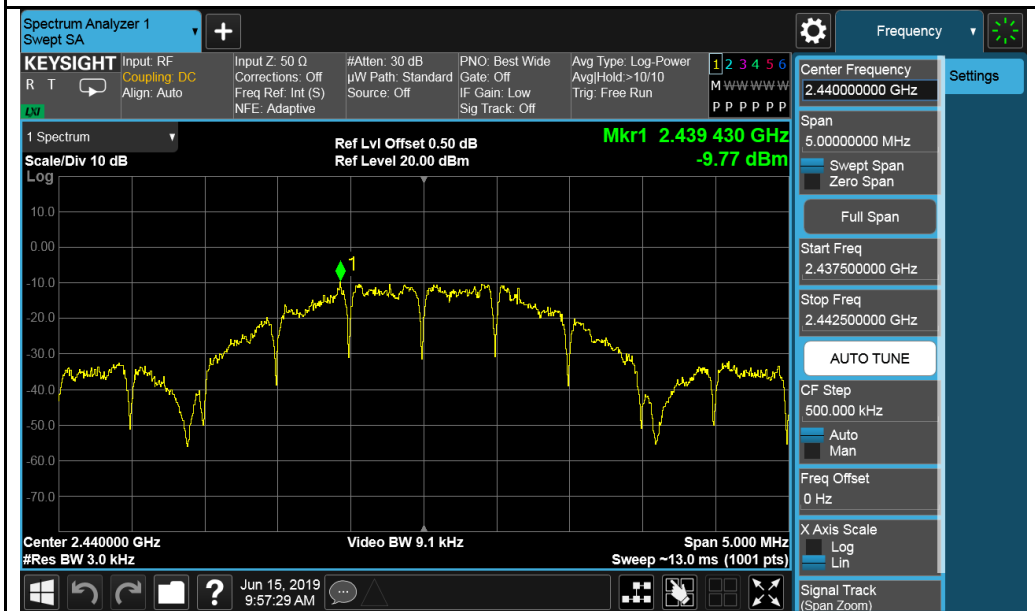 Spectrum Analyzer 1
Swept SA
+
Frequency
KEYSIGHT
R T
LXI
Input: RF
Coupling: DC
Align: Auto
Input Z: 50 Ω
Corrections: Off
Freq Ref: Int (S)
NFE: Adaptive
#Atten: 30 dB
µW Path: Standard
Source: Off
PNO: Best Wide
Gate: Off
IF Gain: Low
Sig Track: Off
Avg Type: Log-Power
Avg|Hold:>10/10
Trig: Free Run
1 2 3 4 5 6
M W W W W W
P P P P P P
1 Spectrum
Scale/Div 10 dB
Log
Ref Lvl Offset 0.50 dB
Ref Level 20.00 dBm
Mkr1 2.439 430 GHz
-9.77 dBm
10.0
0.00
-10.0
-20.0
-30.0
-40.0
-50.0
-60.0
-70.0
1
Center 2.440000 GHz
#Res BW 3.0 kHz
Video BW 9.1 kHz
Span 5.000 MHz
Sweep ~13.0 ms (1001 pts)
Center Frequency
2.440000000 GHz
Settings
Span
5.00000000 MHz
Swept Span
Zero Span
Full Span
Start Freq
2.437500000 GHz
Stop Freq
2.442500000 GHz
AUTO TUNE
CF Step
500.000 kHz
Auto
Man
Freq Offset
0 Hz
X Axis Scale
Log
Lin
Signal Track
(Span Zoom)
?
Jun 15, 2019
9:57:29 AM